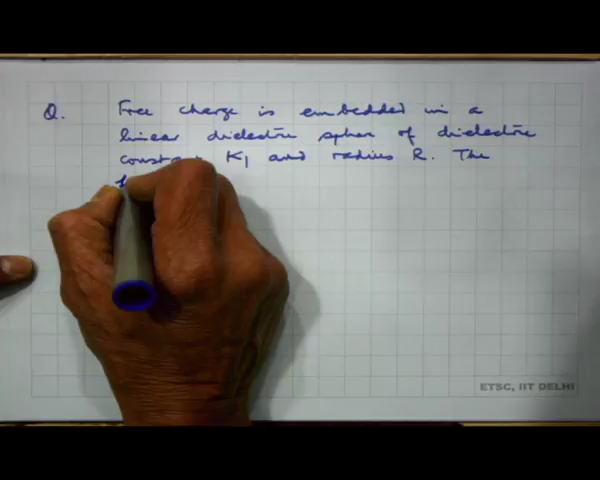 Q. Free charge is embedded in a
linear dielectric sphere of dielectric
constant K1 and radius R. The
ETSC, IIT DELHI